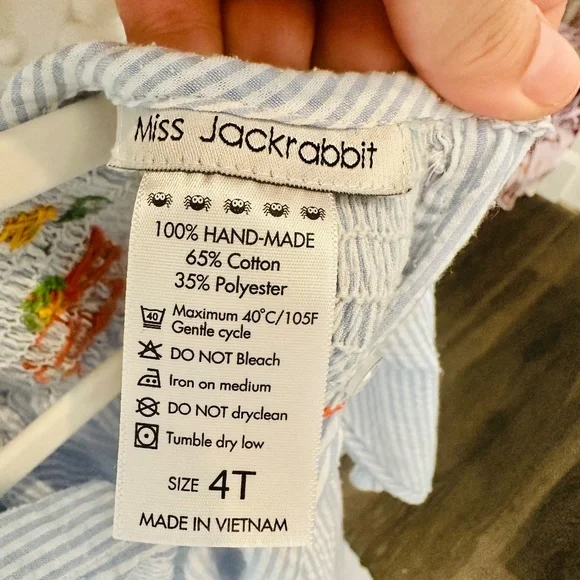 Miss Jackrabbit
100% HAND-MADE
65% Cotton
35% Polyester
40
Maximum 40°C/105F
Gentle cycle
DO NOT Bleach
Iron on medium
DO NOT dryclean
Tumble dry low
SIZE 4T
MADE IN VIETNAM